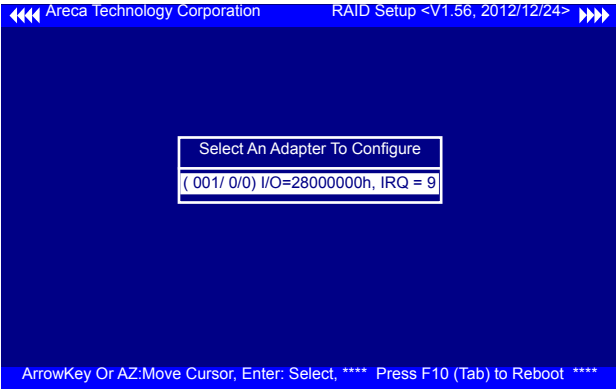 Areca Technology Corporation RAID Setup <V1.56, 2012/12/24>
Select An Adapter To Configure
( 001/ 0/0) I/O=28000000h, IRQ = 9
ArrowKey Or AZ:Move Cursor, Enter: Select, **** Press F10 (Tab) to Reboot ****